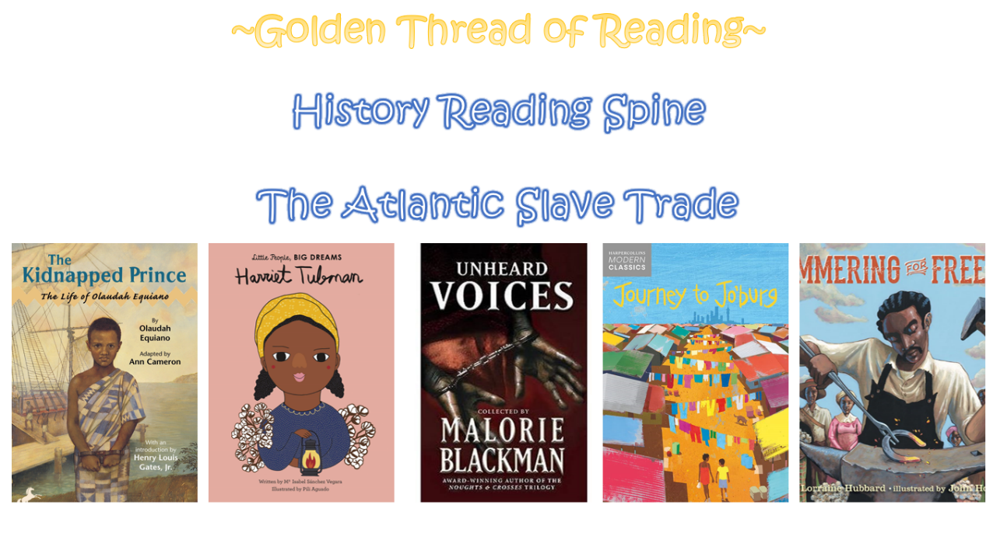 ~Golden Thread of Reading~
History Reading Spine
The Atlantic Slave Trade
The
Kidnapped Prince
The Life of Olaudah Equiano
By
Olaudah
Equiano
Adapted by
Ann Cameron
With an
introduction by
Henry Louis
Gates, Jr.
Little People, BIG DREAMS
Harriet Tubman
Written by Mª Isabel Sánchez Vegara
Illustrated by Pili Aguado
UNHEARD
VOICES
COLLECTED BY
MALORIE
BLACKMAN
AWARD-WINNING AUTHOR OF THE
NOUGHTS & CROSSES TRILOGY
HARPERCOLLINS
MODERN
CLASSICS
Journey to Jo'burg
MMERING FOR FREE
Lorraine Hubbard • illustrated by John Ho